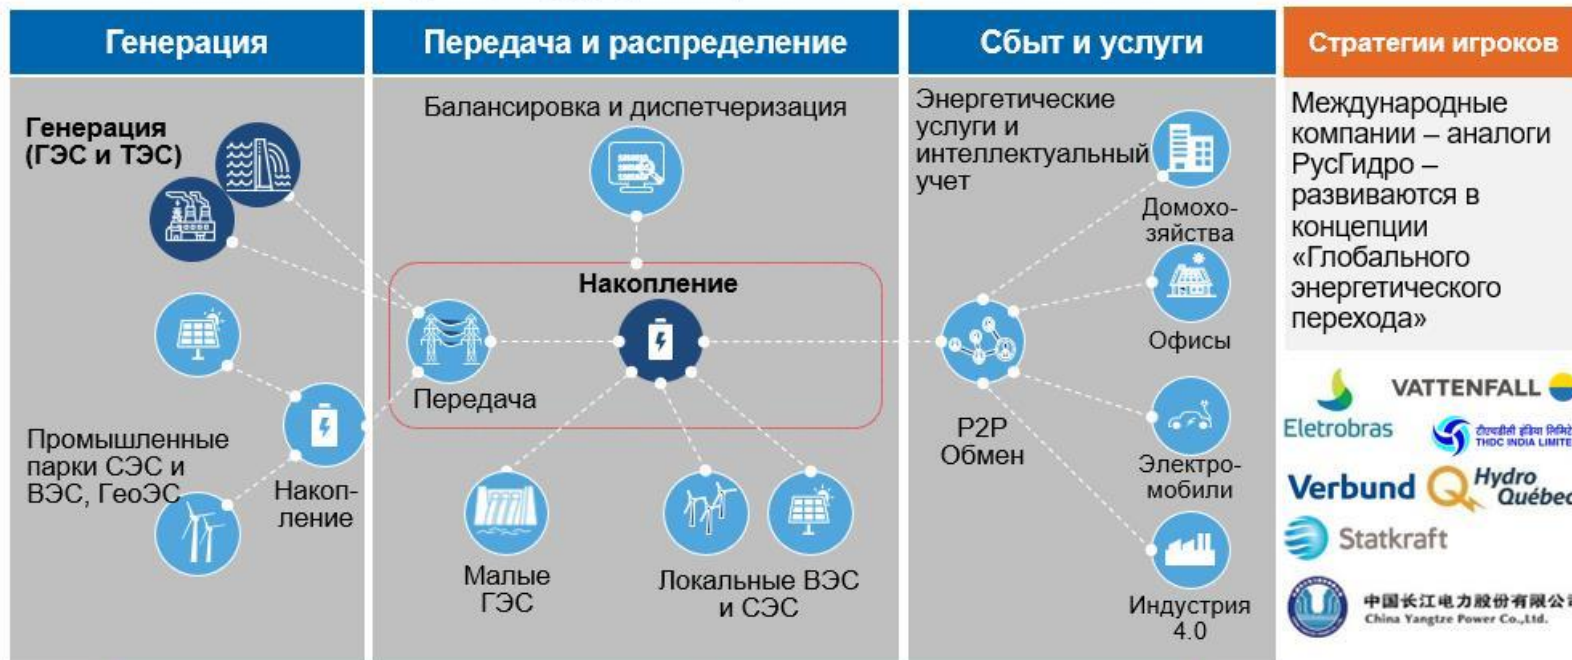 Генерация
Генерация
(ГЭС и ТЭС)
Промышленные
парки СЭС и
ВЭС, ГеоЭС
Накоп-
ление
Передача и распределение
Балансировка и диспетчеризация
Накопление
Передача
Малые
ГЭС
Локальные ВЭС
и СЭС
Сбыт и услуги
Энергетические
услуги и
интеллектуальный
учет
P2P
Обмен
Домохо-
зяйства
Офисы
Электро-
мобили
Индустрия
4.0
Стратегии игроков
Международные
компании – аналоги
РусГидро –
развиваются в
концепции
«Глобального
энергетического
перехода»
Eletrobras
VATTENFALL
टीएचडीसी इंडिया लिमिटे
THDC INDIA LIMITE
Verbund
Hydro
Québec
Statkraft
中国长江电力股份有限公司
China Yangtze Power Co.,Ltd.